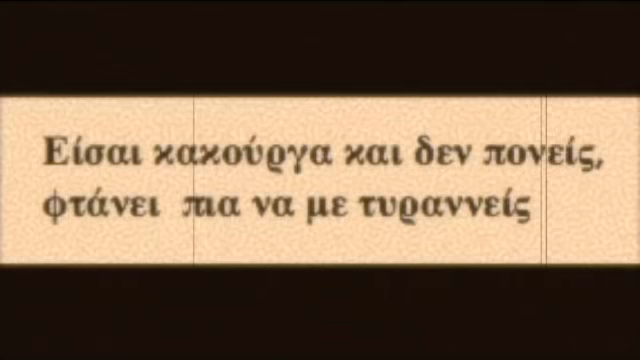 Είσαι κακούργα και δεν πονείς,
φτάνει πια να με τυραννείς